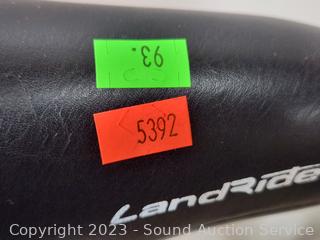 93.
5392
LandRide
Copyright 2023 - Sound Auction Service